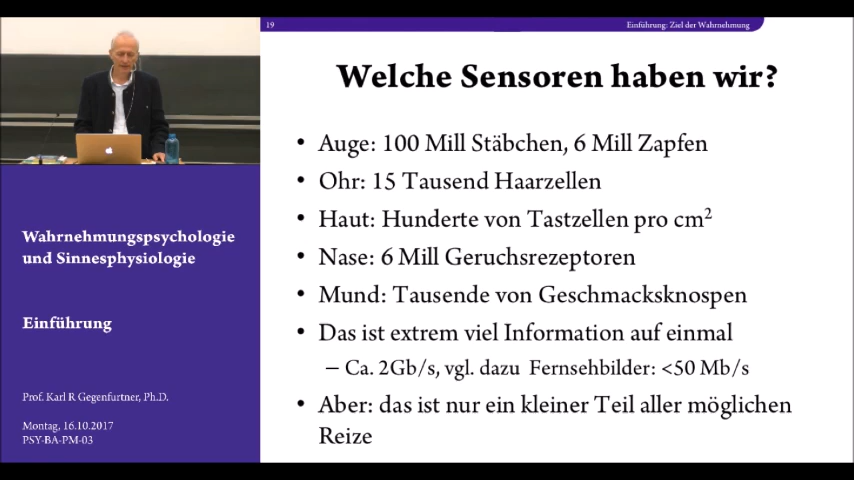 19
Einführung: Ziel der Wahrnehmung
Welche Sensoren haben wir?
• Auge: 100 Mill Stäbchen, 6 Mill Zapfen
• Ohr: 15 Tausend Haarzellen
• Haut: Hunderte von Tastzellen pro cm²
• Nase: 6 Mill Geruchsrezeptoren
• Mund: Tausende von Geschmacksknospen
• Das ist extrem viel Information auf einmal
– Ca. 2Gb/s, vgl. dazu Fernsehbilder: <50 Mb/s
• Aber: das ist nur ein kleiner Teil aller möglichen
Reize
Wahrnehmungspsychologie
und Sinnesphysiologie
Einführung
Prof. Karl R Gegenfurtner, Ph.D.
Montag, 16.10.2017
PSY-BA-PM-03